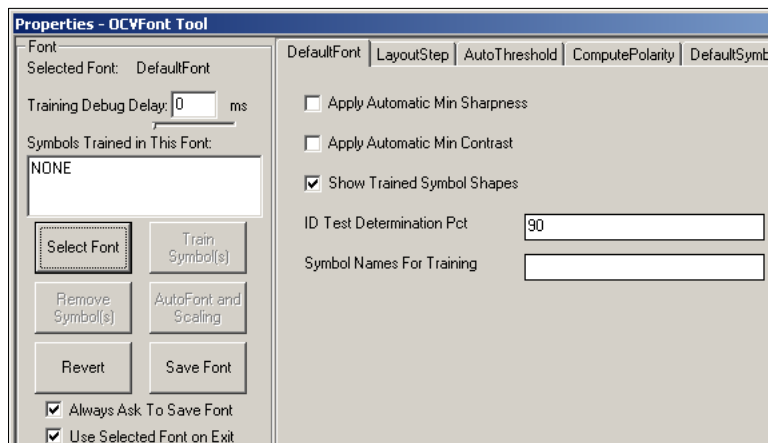 Properties - OCVFont Tool
Font
Selected Font: DefaultFont
Training Debug Delay: 0 ms
Symbols Trained in This Font:
NONE
Select Font
Train Symbol(s)
Remove Symbol(s)
AutoFont and Scaling
Revert
Save Font
Always Ask To Save Font
Use Selected Font on Exit
DefaultFont LayoutStep AutoThreshold ComputePolarity DefaultSymb
Apply Automatic Min Sharpness
Apply Automatic Min Contrast
Show Trained Symbol Shapes
ID Test Determination Pct 90
Symbol Names For Training